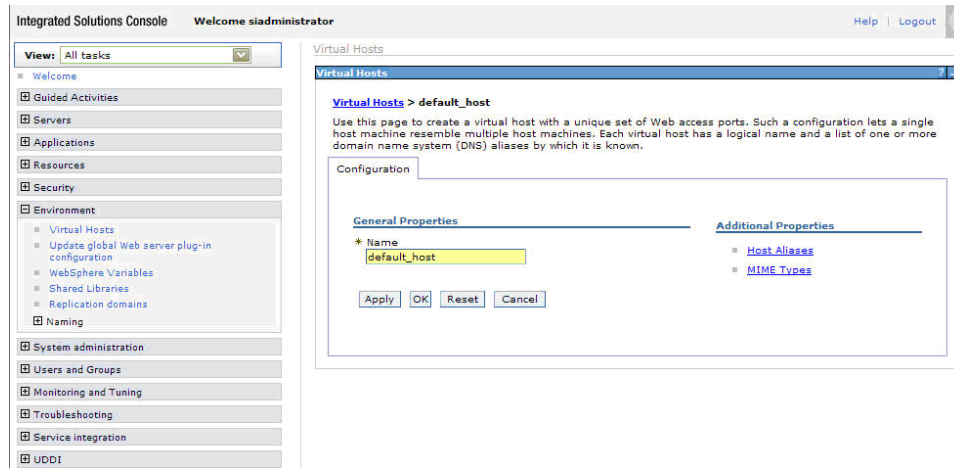 Integrated Solutions Console Welcome siadministrator Help | Logout
View: All tasks
Welcome
Guided Activities
Servers
Applications
Resources
Security
Environment
Virtual Hosts
Update global Web server plug-in
configuration
WebSphere Variables
Shared Libraries
Replication domains
Naming
System administration
Users and Groups
Monitoring and Tuning
Troubleshooting
Service integration
UDDI
Virtual Hosts
Virtual Hosts ? -
Virtual Hosts > default_host
Use this page to create a virtual host with a unique set of Web access ports. Such a configuration lets a single
host machine resemble multiple host machines. Each virtual host has a logical name and a list of one or more
domain name system (DNS) aliases by which it is known.
Configuration
General Properties
* Name
default_host
Apply OK Reset Cancel
Additional Properties
Host Aliases
MIME Types